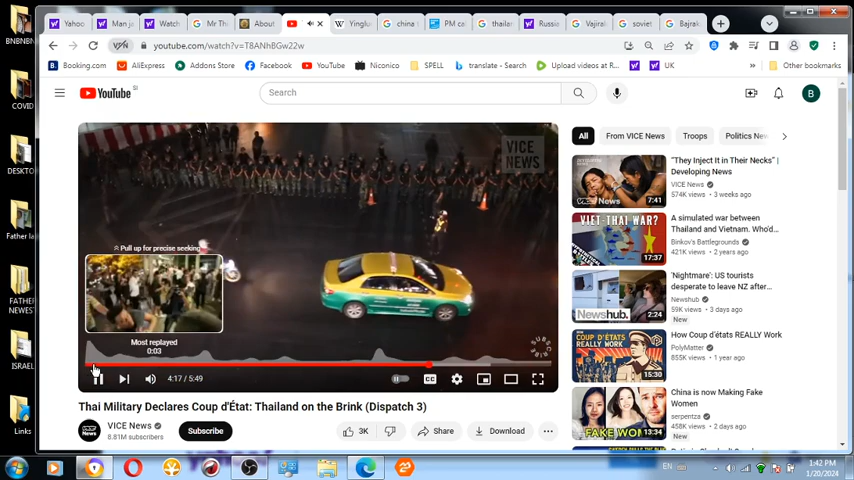 BNBNBN
COVID
DESKTO
Father la
FATHER
NEWEST
ISRAEL
Links
Yahoo
Man ja
Watch
Mr Th
About
Yinglu
china t
PM ca
thailan
Russia
Vajiral
soviet
Bajrak
VPN
youtube.com/watch?v=T8ANhBGw22w
Booking.com
AliExpress
Addons Store
Facebook
YouTube
Niconico
SPELL
translate - Search
Upload videos at R...
YJ
UK
»
Other bookmarks
YouTube
SI
Search
B
VICE
NEWS
Pull up for precise seeking
Most replayed
0:03
SUBSCRIBE
4:17 / 5:49
CC
Thai Military Declares Coup d'État: Thailand on the Brink (Dispatch 3)
VICE News
8.81M subscribers
Subscribe
3K
Share
Download
All
From VICE News
Troops
Politics New
"They Inject It in Their Necks" |
Developing News
VICE News
574K views • 3 weeks ago
News
7:41
VIET-THAI WAR?
A simulated war between
Thailand and Vietnam. Who'd...
Binkov's Battlegrounds
421K views • 2 years ago
17:37
'Nightmare': US tourists
desperate to leave NZ after...
Newshub
59K views • 3 days ago
New
Newshub.
2:24
How Coup d'états REALLY Work
PolyMatter
855K views • 1 year ago
COUP D'ÉTATS
REALLY WORK
15:30
China is now Making Fake
Women
serpentza
458K views • 2 days ago
New
FAKE WOM
13:34
EN
1:42 PM
1/20/2024